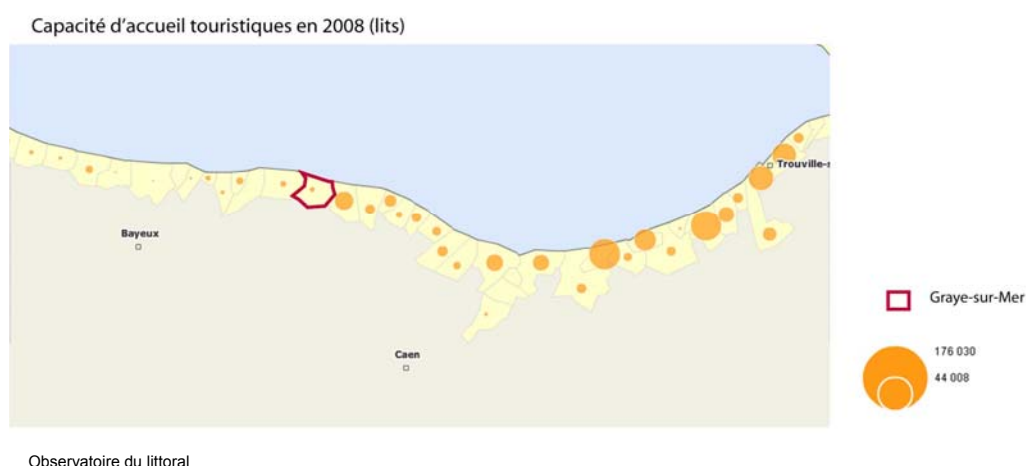 Capacité d'accueil touristiques en 2008 (lits)
Trouville-s
Bayeux
Graye-sur-Mer
176 030
44 008
Caen
Observatoire du littoral